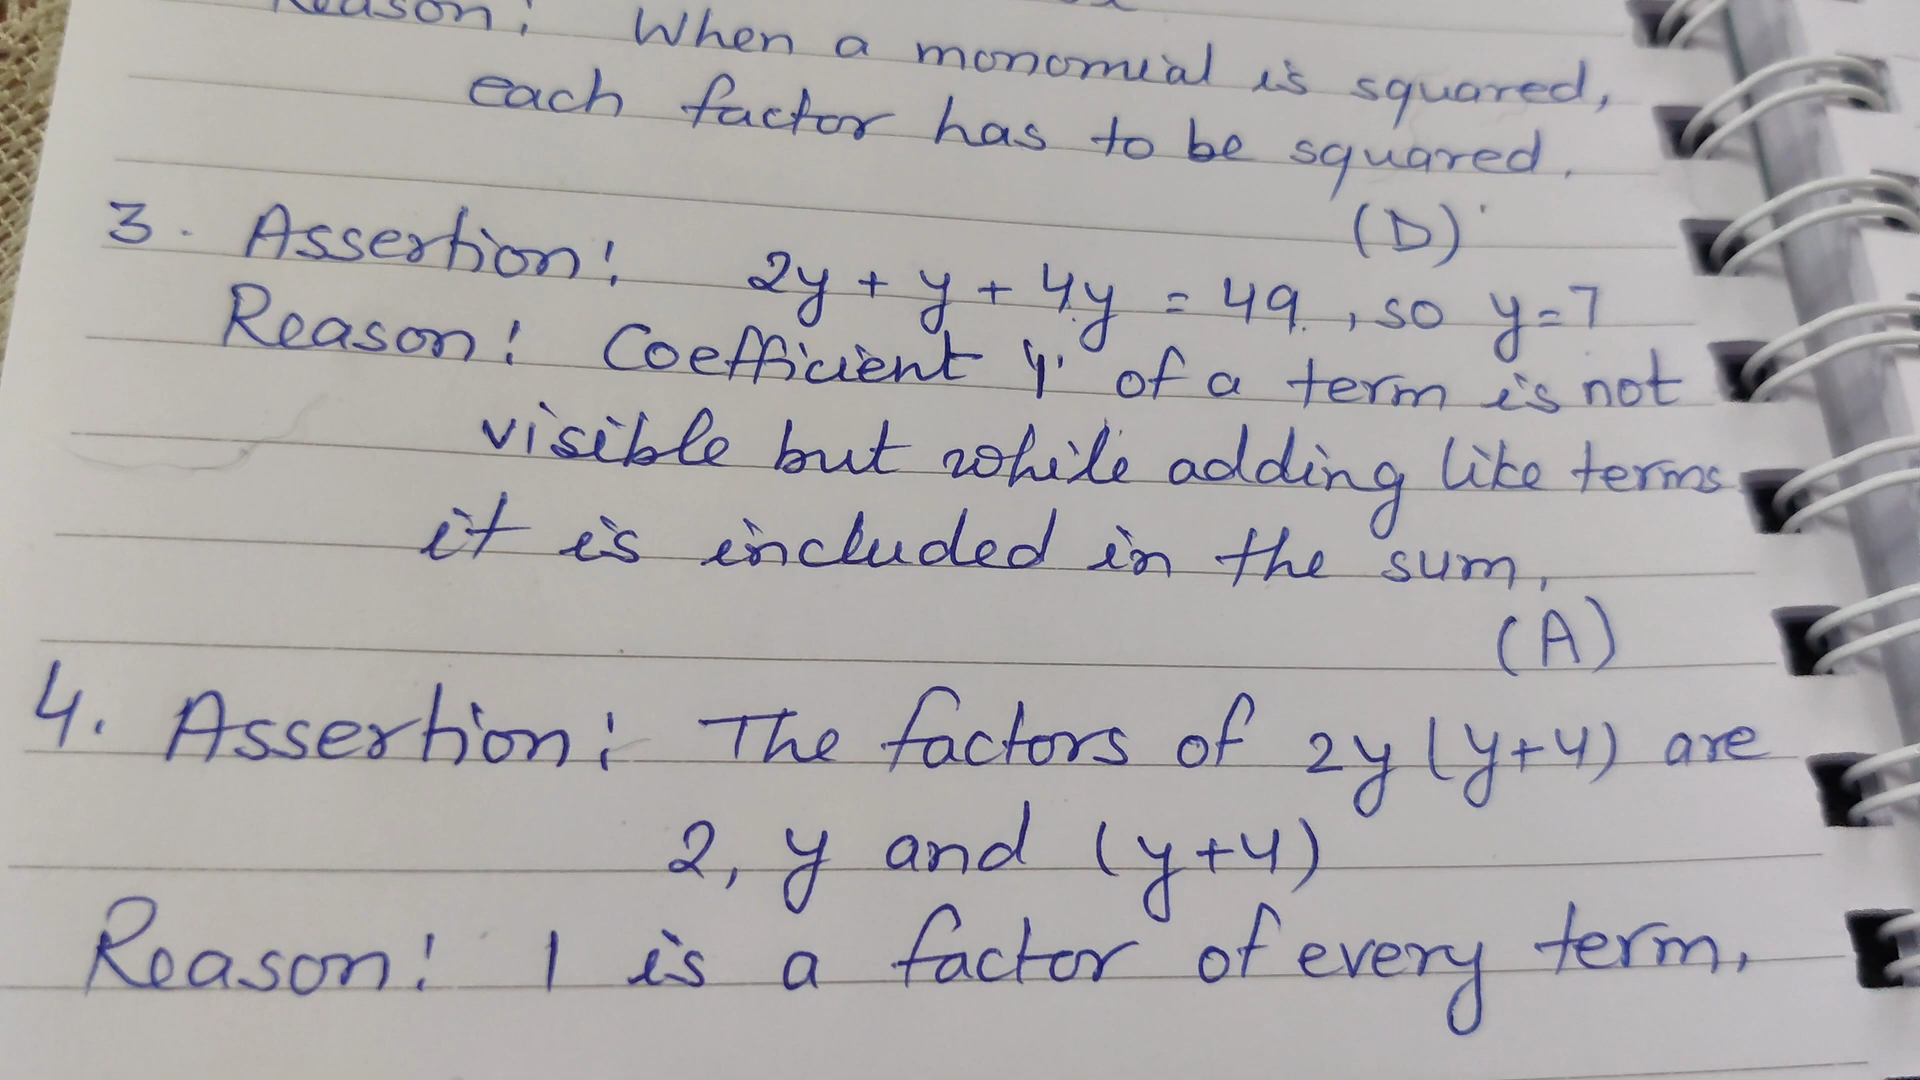 Reason: When a monomial is squared,
each factor has to be squared.
(D)
3. Assertion: 2y + y + 4y = 49, so y=7
Reason: Coefficient '1' of a term is not
visible but while adding like terms
it is included in the sum.
(A)
4. Assertion: The factors of 2y(y+4) are
2, y and (y+4)
Reason: 1 is a factor of every term.